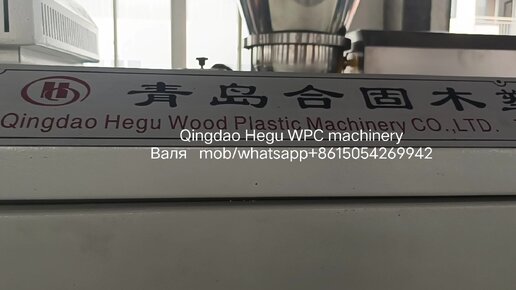 青岛合固木塑
Qingdao Hegu Wood Plastic Machinery CO.,LTD.
Qingdao Hegu WPC machinery
Валя mob/whatsapp+8615054269942